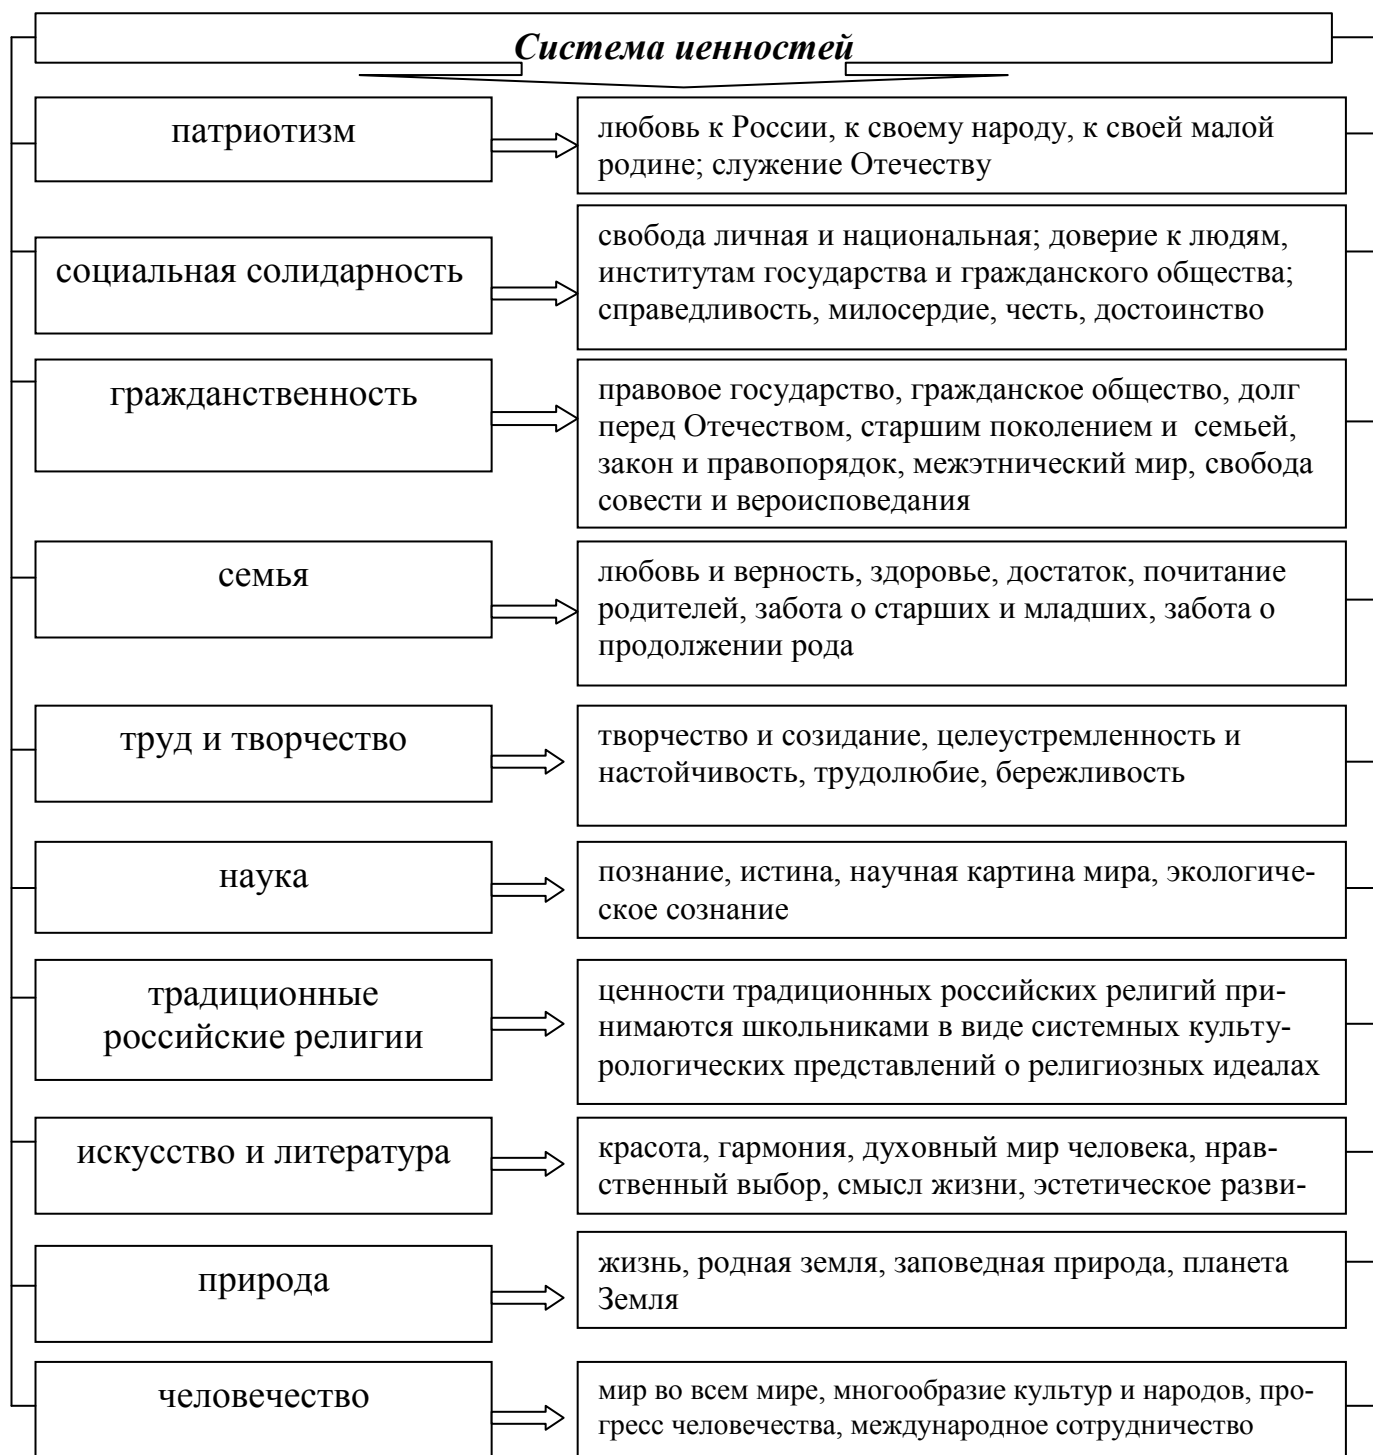 Система ценностей
патриотизм
любовь к России, к своему народу, к своей малой
родине; служение Отечеству
социальная солидарность
свобода личная и национальная; доверие к людям,
институтам государства и гражданского общества;
справедливость, милосердие, честь, достоинство
гражданственность
правовое государство, гражданское общество, долг
перед Отечеством, старшим поколением и  семьей,
закон и правопорядок, межэтнический мир, свобода
совести и вероисповедания
семья
любовь и верность, здоровье, достаток, почитание
родителей, забота о старших и младших, забота о
продолжении рода
труд и творчество
творчество и созидание, целеустремленность и
настойчивость, трудолюбие, бережливость
наука
познание, истина, научная картина мира, экологиче-
ское сознание
традиционные
российские религии
ценности традиционных российских религий при-
нимаются школьниками в виде системных культу-
рологических представлений о религиозных идеалах
искусство и литература
красота, гармония, духовный мир человека, нрав-
ственный выбор, смысл жизни, эстетическое разви-
природа
жизнь, родная земля, заповедная природа, планета
Земля
человечество
мир во всем мире, многообразие культур и народов, про-
гресс человечества, международное сотрудничество